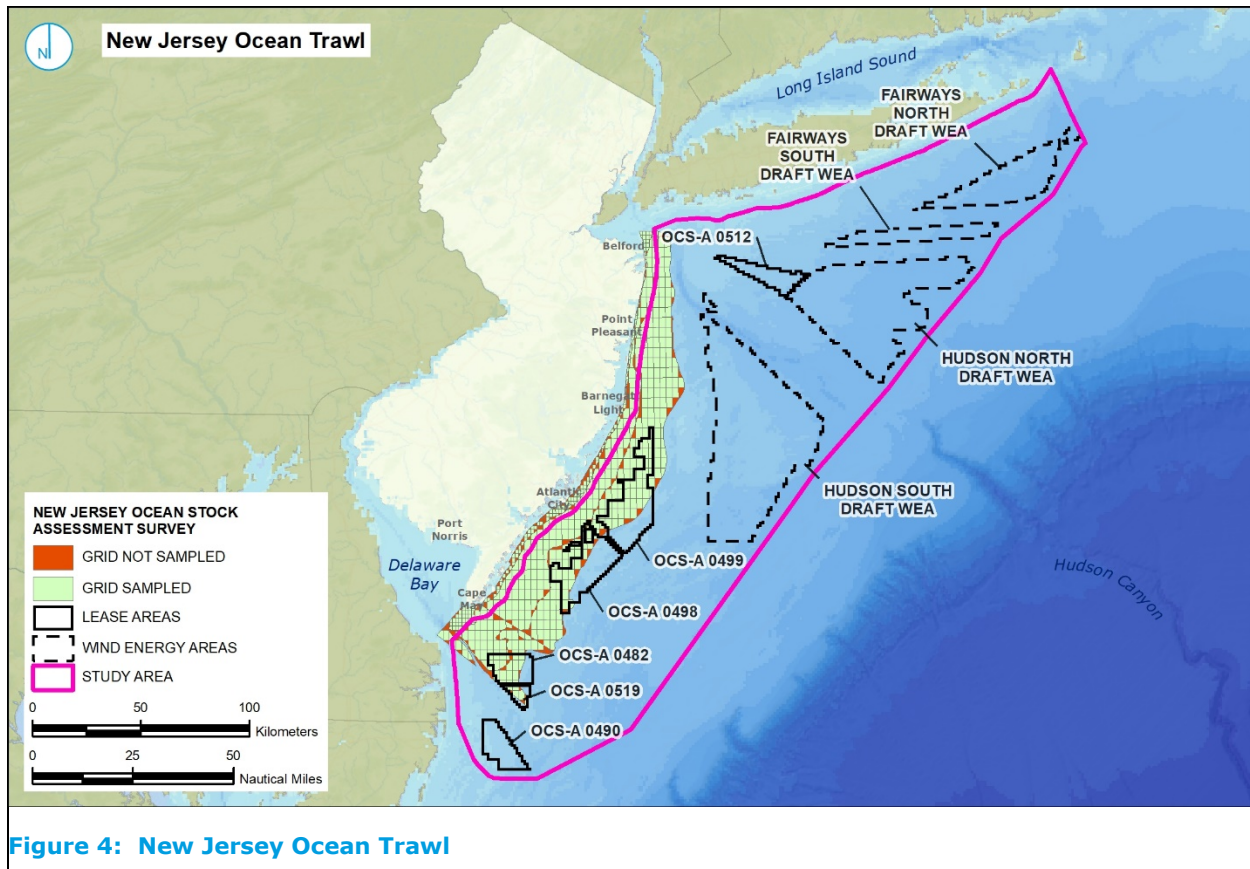 New Jersey Ocean Trawl
N
Long Island Sound
FAIRWAYS
NORTH
DRAFT WEA
FAIRWAYS
SOUTH
DRAFT WEA
OCS-A 0512
Belford
Point
Pleasant
HUDSON NORTH
DRAFT WEA
Barnegat
Light
HUDSON SOUTH
DRAFT WEA
Atlantic
City
Port
Norris
OCS-A 0499
Delaware
Bay
Hudson Canyon
Cape
May
OCS-A 0498
OCS-A 0482
OCS-A 0519
OCS-A 0490
NEW JERSEY OCEAN STOCK
ASSESSMENT SURVEY
GRID NOT SAMPLED
GRID SAMPLED
LEASE AREAS
WIND ENERGY AREAS
STUDY AREA
0 50 100
Kilometers
0 25 50
Nautical Miles
Figure 4: New Jersey Ocean Trawl